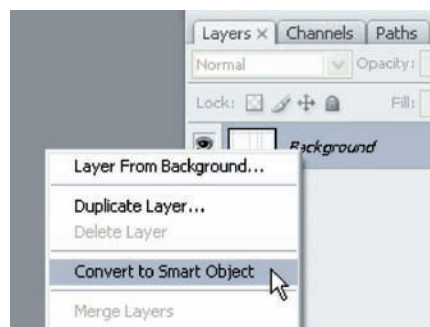 Layers × Channels Paths
Normal Opacity:
Lock: Fill:
Background
Layer From Background...
Duplicate Layer...
Delete Layer
Convert to Smart Object
Merge Layers